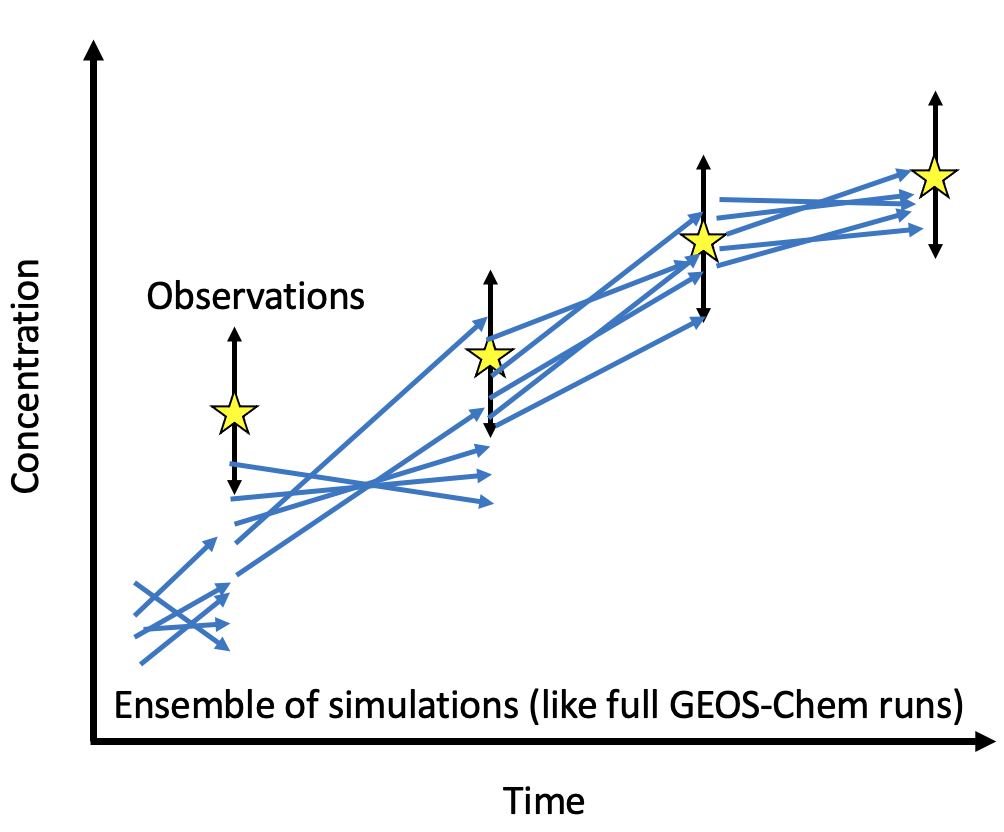 Observations
Concentration
Ensemble of simulations (like full GEOS-Chem runs)
Time